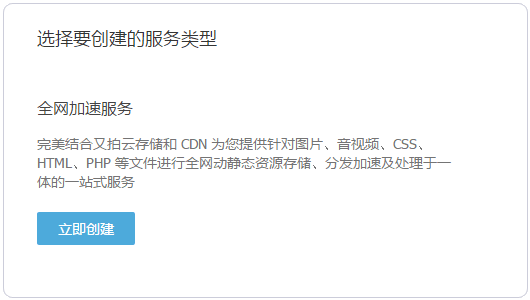 选择要创建的服务类型
全网加速服务
完美结合又拍云存储和 CDN 为您提供针对图片、音视频、CSS、
HTML、PHP 等文件进行全网动静态资源存储、分发加速及处理于一
体的一站式服务
立即创建